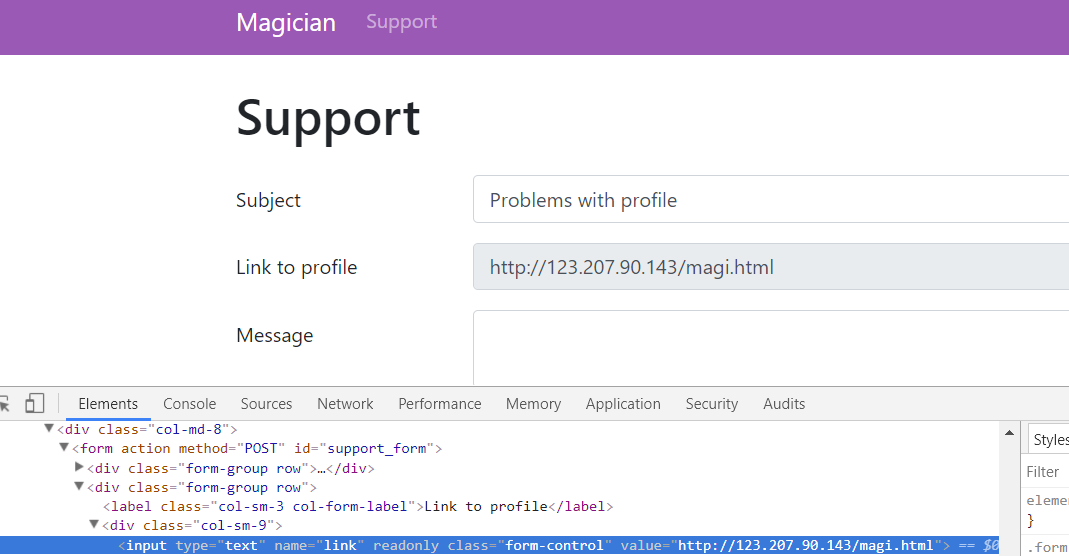 Magician Support
Support
Subject Problems with profile
Link to profile http://123.207.90.143/magi.html
Message
Elements Console Sources Network Performance Memory Application Security Audits
▼<div class="col-md-8">
▼<form action method="POST" id="support_form">
▶<div class="form-group row">…</div>
▼<div class="form-group row">
<label class="col-sm-3 col-form-label">Link to profile</label>
▼<div class="col-sm-9">
<input type="text" name="link" readonly class="form-control" value="http://123.207.90.143/magi.html"> == $0
Styles
Filter
elemen
}
.form